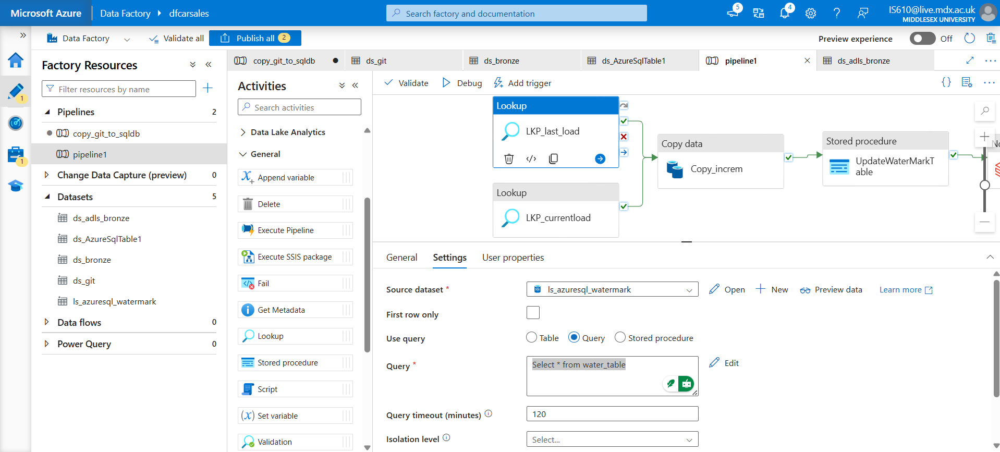 Microsoft Azure
Data Factory
dfcarsales
Search factory and documentation
5
4
IS610@live.mdx.ac.uk
MIDDLESEX UNIVERSITY
Data Factory
Validate all
Publish all 2
Preview experience
Off
1
1
Factory Resources
Filter resources by name
Pipelines 2
copy_git_to_sqldb
pipeline1
Change Data Capture (preview) 0
Datasets 5
ds_adls_bronze
ds_AzureSqlTable1
ds_bronze
ds_git
ls_azuresql_watermark
Data flows 0
Power Query 0
copy_git_to_sqldb
ds_git
ds_bronze
ds_AzureSqlTable1
pipeline1
ds_adls_bronze
Activities
Search activities
Data Lake Analytics
General
Append variable
Delete
Execute Pipeline
Execute SSIS package
Fail
Get Metadata
Lookup
Stored procedure
Script
(x) Set variable
Validation
Validate
Debug
Add trigger
Lookup
LKP_last_load
Lookup
LKP_currentload
Copy data
Copy_increm
Stored procedure
UpdateWaterMarkT
able
No
General
Settings
User properties
Source dataset *
ls_azuresql_watermark
Open
New
Preview data
Learn more
First row only
Use query
Table
Query
Stored procedure
Query *
Select * from water_table
Edit
Query timeout (minutes)
120
Isolation level
Select...